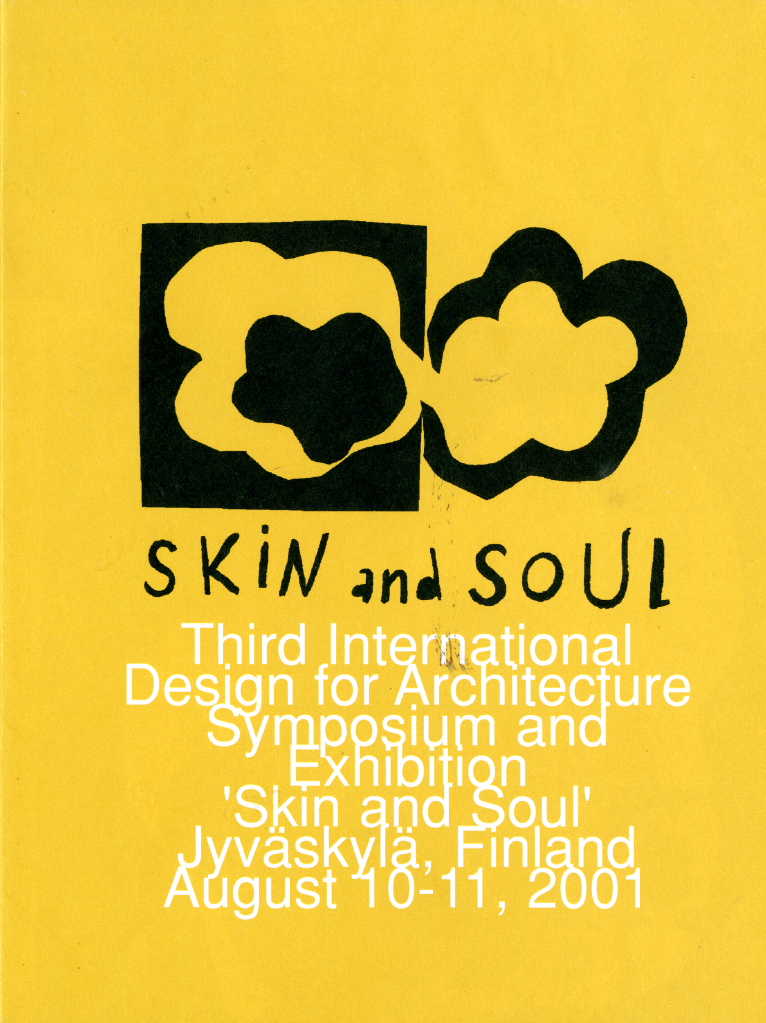 SKiN and SOUL
Third International
Design for Architecture
Symposium and
Exhibition
'Skin and Soul'
Jyväskylä, Finland
August 10-11, 2001